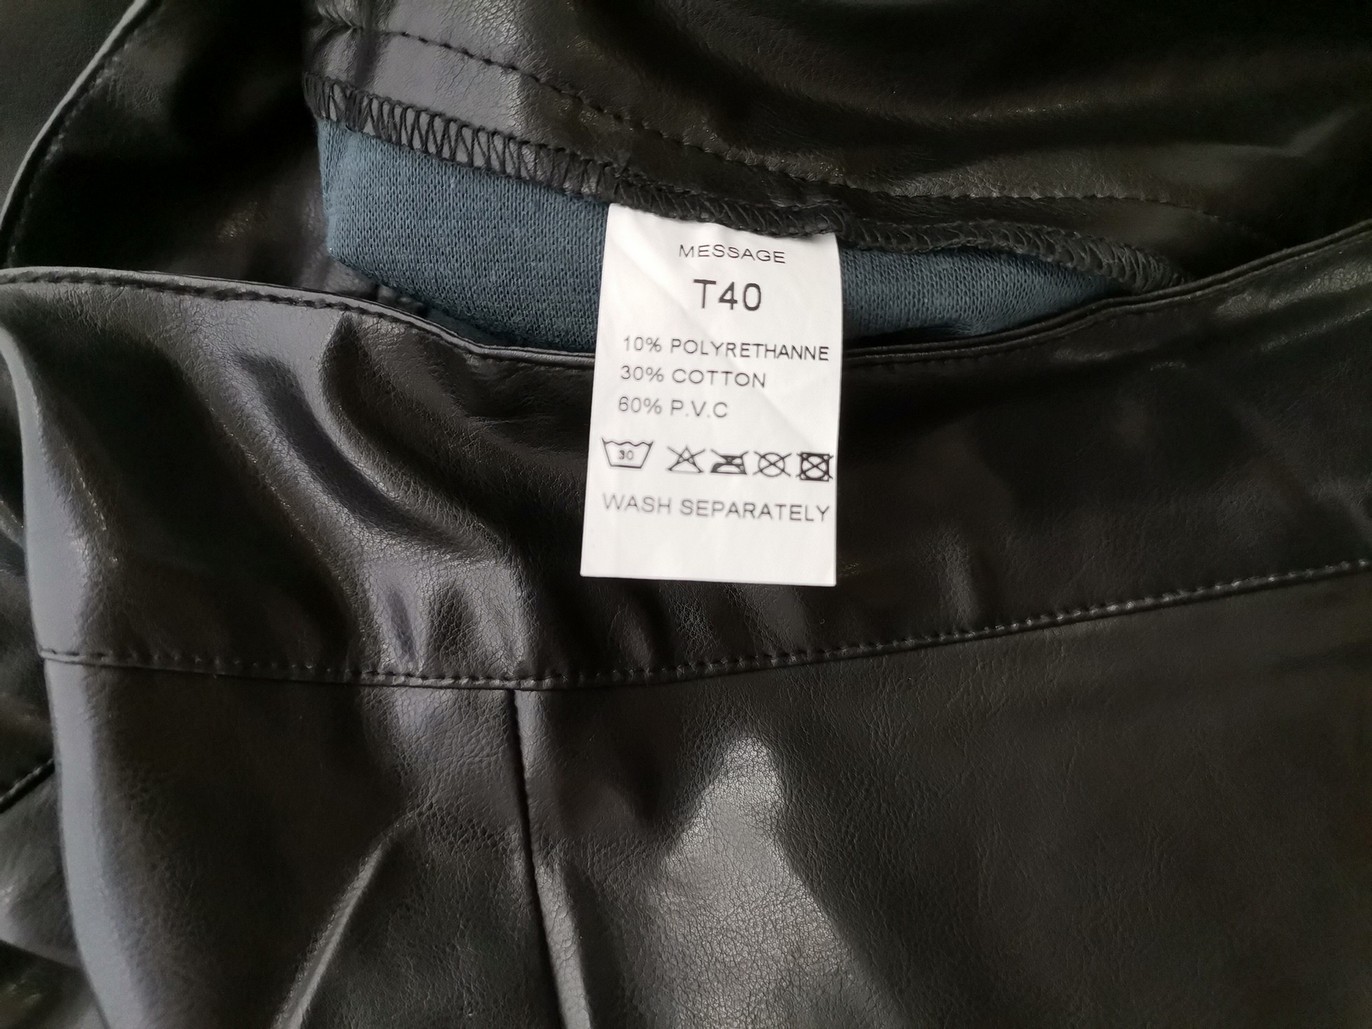 MESSAGE
T40
10% POLYRETHANNE
30% COTTON
60% P.V.C
30
WASH SEPARATELY